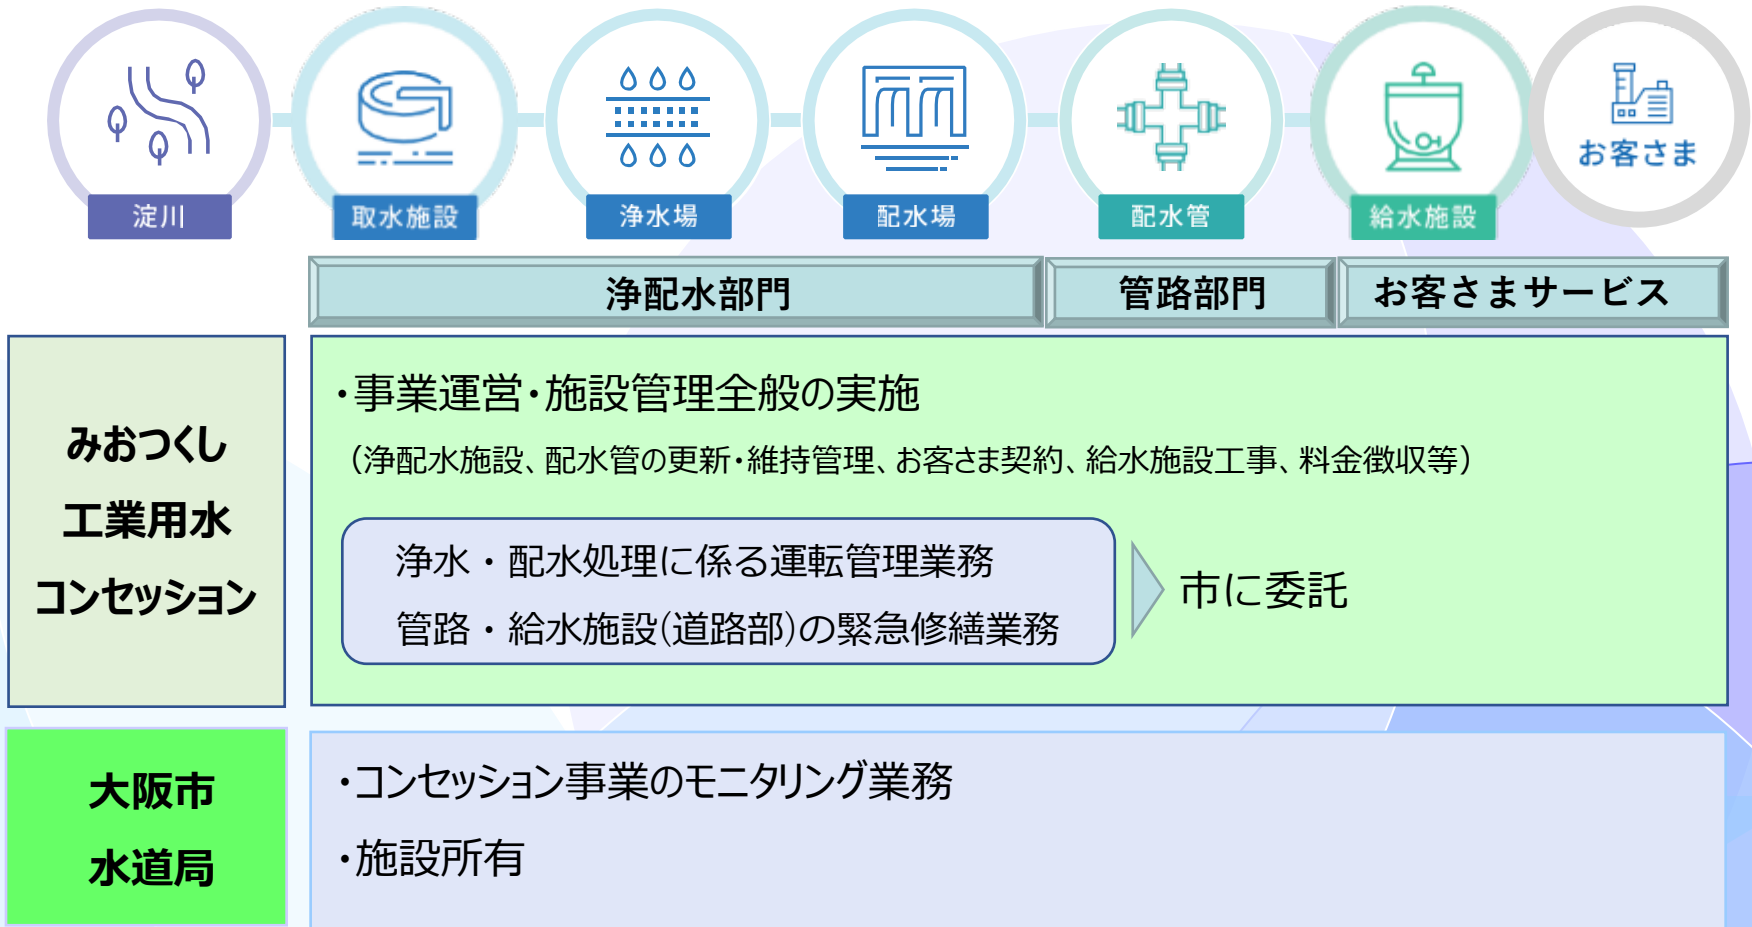 お客さま
淀川
取水施設
浄水場
配水場
配水管
給水施設
浄配水部門
管路部門
お客さまサービス
みおつくし
工業用水
コンセッション
・事業運営・施設管理全般の実施
（浄配水施設、配水管の更新・維持管理、お客さま契約、給水施設工事、料金徴収等）
浄水・配水処理に係る運転管理業務
管路・給水施設(道路部)の緊急修繕業務
市に委託
大阪市
水道局
・コンセッション事業のモニタリング業務
・施設所有